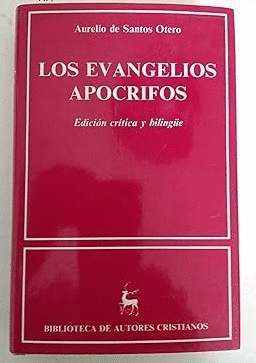 Aurelio de Santos Otero
LOS EVANGELIOS
APOCRIFOS
Edición crítica y bilingüe
BIBLIOTECA DE AUTORES CRISTIANOS